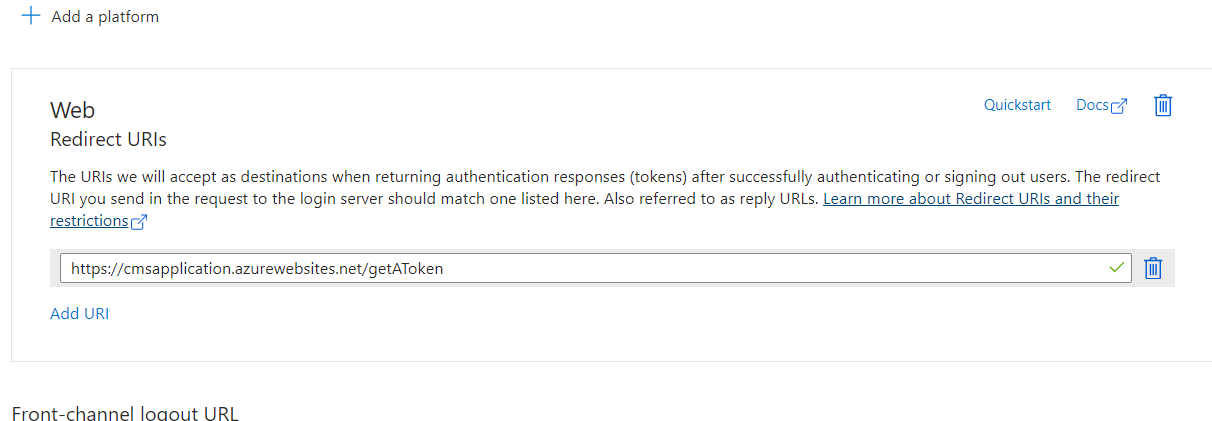 Add a platform
Web
Quickstart
Docs
Redirect URIs
The URIs we will accept as destinations when returning authentication responses (tokens) after successfully authenticating or signing out users. The redirect
URI you send in the request to the login server should match one listed here. Also referred to as reply URLs. Learn more about Redirect URIs and their
restrictions
https://cmsapplication.azurewebsites.net/getAToken
Add URI
Front-channel logout URL